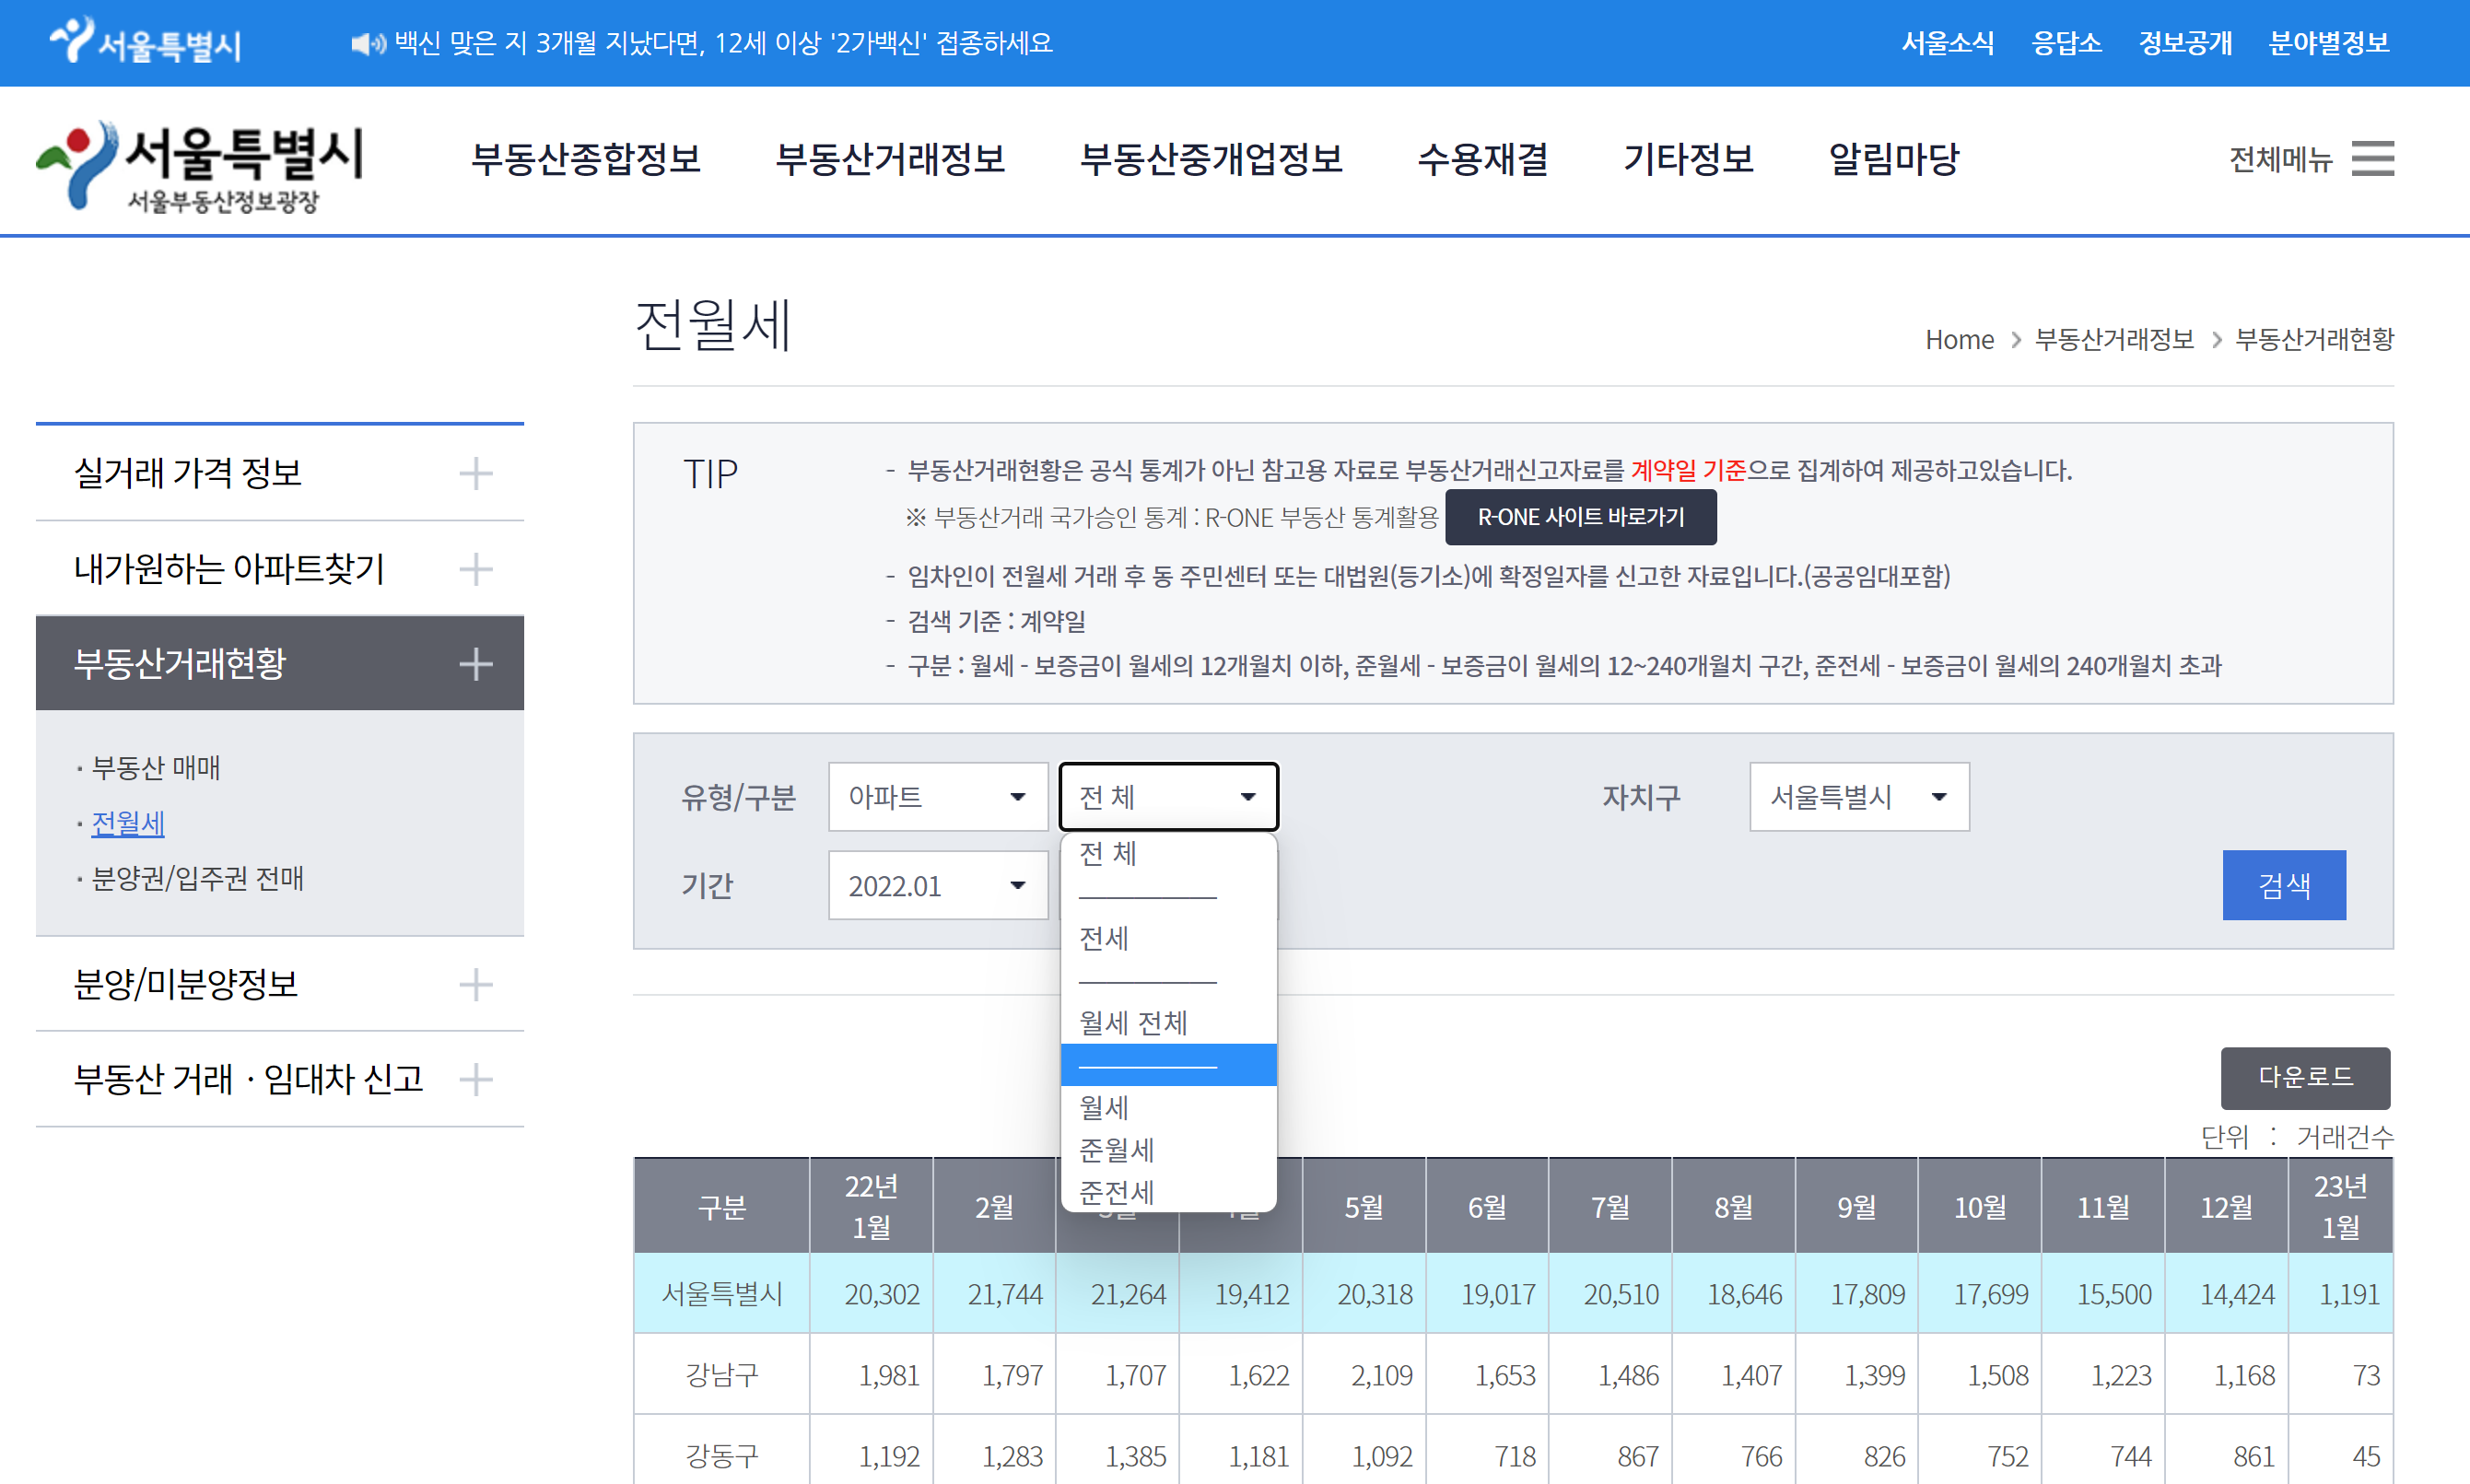 서울특별시
백신 맞은 지 3개월 지났다면, 12세 이상 '2가백신' 접종하세요
서울소식 응답소 정보공개 분야별정보
서울특별시
서울부동산정보광장
부동산종합정보 부동산거래정보 부동산중개업정보 수용재결 기타정보 알림마당
전체메뉴
전월세
Home > 부동산거래정보 > 부동산거래현황
실거래 가격 정보
내가원하는 아파트찾기
부동산거래현황
· 부동산 매매
· 전월세
· 분양권/입주권 전매
분양/미분양정보
부동산 거래 · 임대차 신고
TIP
- 부동산거래현황은 공식 통계가 아닌 참고용 자료로 부동산거래신고자료를 계약일 기준으로 집계하여 제공하고있습니다.
※ 부동산거래 국가승인 통계 : R-ONE 부동산 통계활용 R-ONE 사이트 바로가기
- 임차인이 전월세 거래 후 동 주민센터 또는 대법원(등기소)에 확정일자를 신고한 자료입니다.(공공임대포함)
- 검색 기준 : 계약일
- 구분 : 월세 - 보증금이 월세의 12개월치 이하, 준월세 - 보증금이 월세의 12~240개월치 구간, 준전세 - 보증금이 월세의 240개월치 초과
유형/구분 아파트 전 체 자치구 서울특별시
기간 2022.01 검색
전 체
전세
월세 전체
월세
준월세
준전세
다운로드
단위 : 거래건수
구분 22년 1월 2월 5월 6월 7월 8월 9월 10월 11월 12월 23년 1월
서울특별시 20,302 21,744 21,264 19,412 20,318 19,017 20,510 18,646 17,809 17,699 15,500 14,424 1,191
강남구 1,981 1,797 1,707 1,622 2,109 1,653 1,486 1,407 1,399 1,508 1,223 1,168 73
강동구 1,192 1,283 1,385 1,181 1,092 718 867 766 826 752 744 861 45